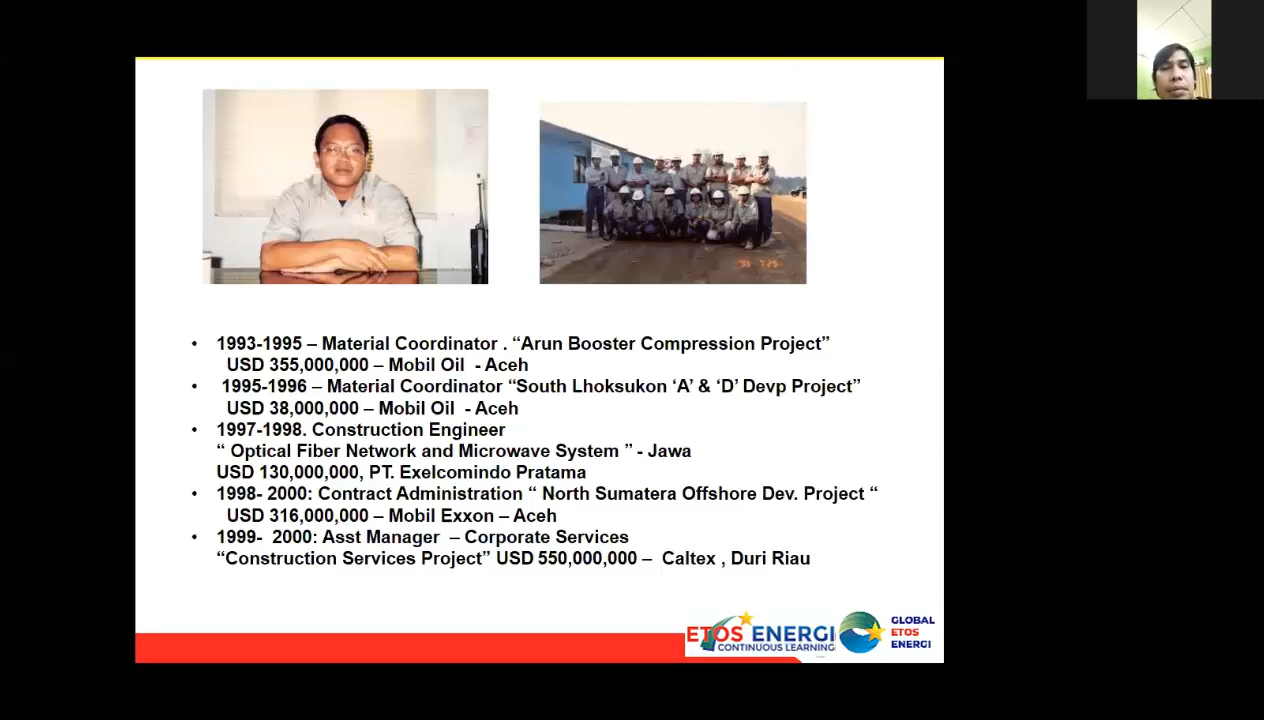 • 1993-1995 – Material Coordinator . “Arun Booster Compression Project”
USD 355,000,000 – Mobil Oil - Aceh
• 1995-1996 – Material Coordinator “South Lhoksukon ‘A’ & ‘D’ Devp Project”
USD 38,000,000 – Mobil Oil - Aceh
• 1997-1998. Construction Engineer
“ Optical Fiber Network and Microwave System ” - Jawa
USD 130,000,000, PT. Exelcomindo Pratama
• 1998- 2000: Contract Administration “ North Sumatera Offshore Dev. Project “
USD 316,000,000 – Mobil Exxon – Aceh
• 1999- 2000: Asst Manager – Corporate Services
“Construction Services Project” USD 550,000,000 – Caltex , Duri Riau
ETOS ENERGI
CONTINUOUS LEARNING
GLOBAL
ETOS
ENERGI